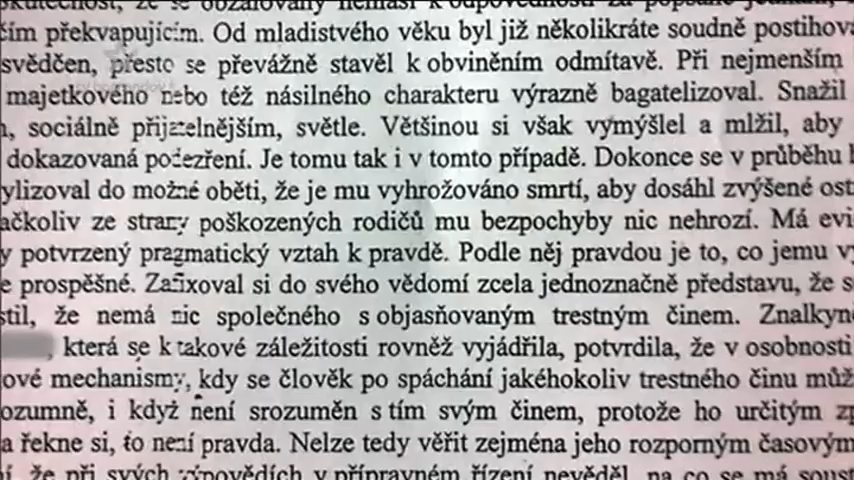 skutečnost, že se obžalovaný nehlásí k odpovědnosti za popsané jednání,
čím překvapujícím. Od mladistvého věku byl již několikráte soudně postihova
svědčen, přesto se převážně stavěl k obviněním odmítavě. Při nejmenším
majetkového nebo též násilného charakteru výrazně bagatelizoval. Snažil
, sociálně přijatelnějším, světle. Většinou si však vymýšlel a mlžil, aby
dokazovaná podezření. Je tomu tak i v tomto případě. Dokonce se v průběhu
ylizoval do možné oběti, že je mu vyhrožováno smrtí, aby dosáhl zvýšené ost
ačkoliv ze strany poškozených rodičů mu bezpochyby nic nehrozí. Má evi
y potvrzený pragmatický vztah k pravdě. Podle něj pravdou je to, co jemu v
e prospěšné. Zafixoval si do svého vědomí zcela jednoznačně představu, že s
stil, že nemá nic společného s objasňovaným trestným činem. Znalkyn
, která se k takové záležitosti rovněž vyjádřila, potvrdila, že v osobnosti
ové mechanismy, kdy se člověk po spáchání jakéhokoliv trestného činu můž
ozumně, i když není srozuměn s tím svým činem, protože ho určitým zp
a řekne si, to není pravda. Nelze tedy věřit zejména jeho rozporným časovým
í, že při svých výpovědích v přípravném řízení nevěděl, na co se má soust